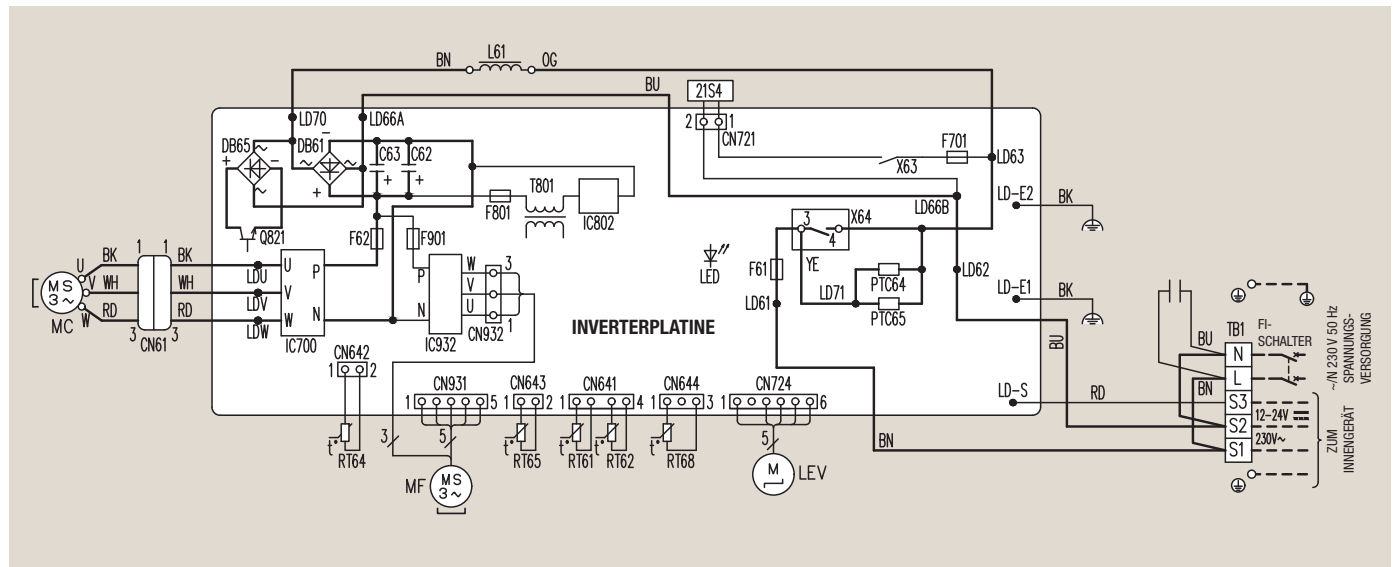 BN L61 OG
BU
21S4
2 1
CN721
LD70 LD66A
DB65 DB61 C63 C62
F701
X63
LD63
T801
F801 IC802
LD66B
LD-E2 BK
Q821
F62 F901
3 X64
4
YE
LED
F61
PTC64
LD71
PTC65
LD61
LD62
LD-E1 BK
U BK 1 1 BK LDU U P
V WH WH LDV V
W RD 3 3 RD LDW W N
MS 3~
MC
CN61
IC700
P W 3
V
N U 1
IC932 CN932
INVERTERPLATINE
BU
TB1
FI-
SCHALTER
~/N 230 V 50 Hz
SPANNUNGS-
VERSORGUNG
BU N
BN L
S3
S2 12-24V
S1 230V~
ZUM
INNENGERÄT
LD-S RD
BN
CN642
1 2
CN931
1 5
CN643
1 2
CN641
1 4
CN644
1 3
CN724
1 6
3 5 5
t° RT64
t° RT65
t° RT61
RT62
t° RT68
MF MS 3~
M LEV